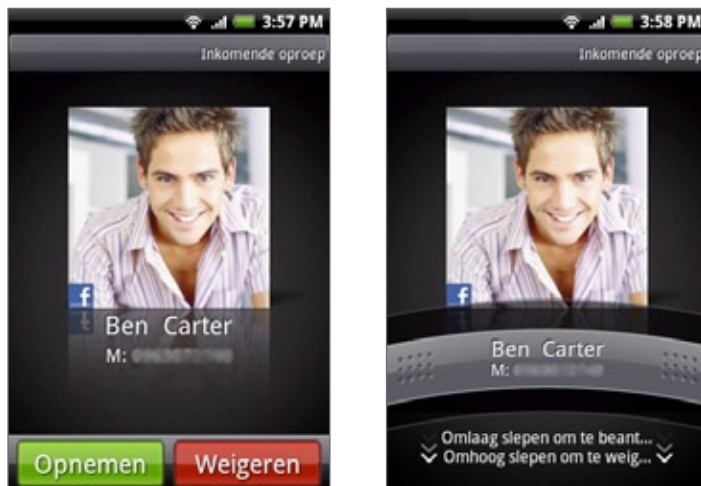 3:57 PM
Inkomende oproep
f
Ben Carter
M:
Opnemen
Weigeren
3:58 PM
Inkomende oproep
f
Ben Carter
M:
Omlaag slepen om te beant...
Omhoog slepen om te weig...